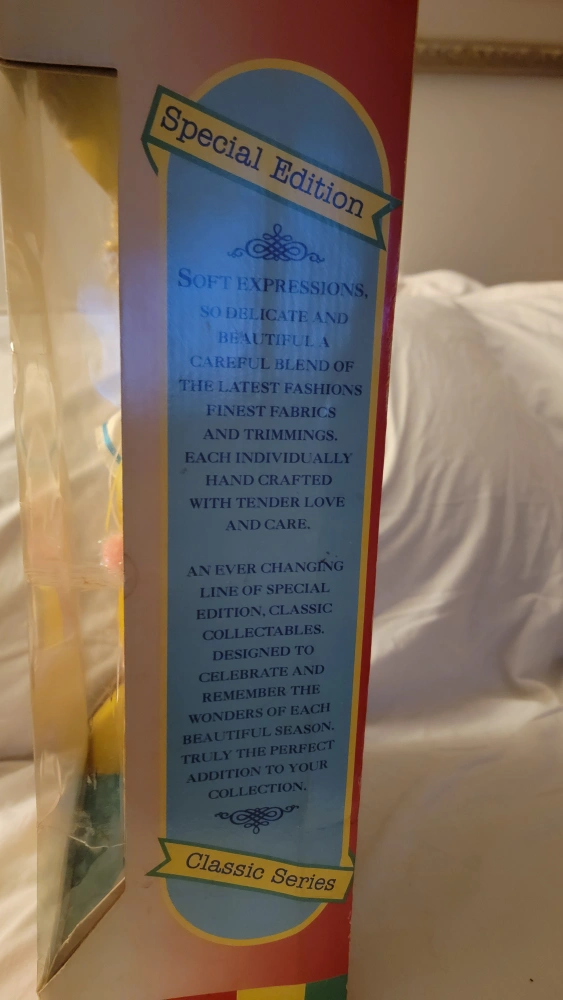 Special Edition
SOFT EXPRESSIONS,
SO DELICATE AND
BEAUTIFUL A
CAREFUL BLEND OF
THE LATEST FASHIONS
FINEST FABRICS
AND TRIMMINGS.
EACH INDIVIDUALLY
HAND CRAFTED
WITH TENDER LOVE
AND CARE.
AN EVER CHANGING
LINE OF SPECIAL
EDITION, CLASSIC
COLLECTABLES.
DESIGNED TO
CELEBRATE AND
REMEMBER THE
WONDERS OF EACH
BEAUTIFUL SEASON.
TRULY THE PERFECT
ADDITION TO YOUR
COLLECTION.
Classic Series